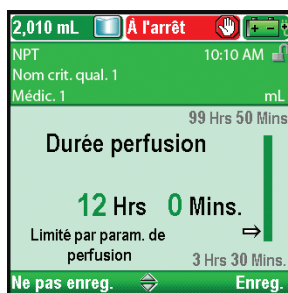 2,010 mL À l'arrêt
NPT 10:10 AM
Nom crit. qual. 1
Médic. 1 mL
99 Hrs 50 Mins
Durée perfusion
12 Hrs 0 Mins.
Limité par param. de
perfusion
3 Hrs 30 Mins.
Ne pas enreg. Enreg.